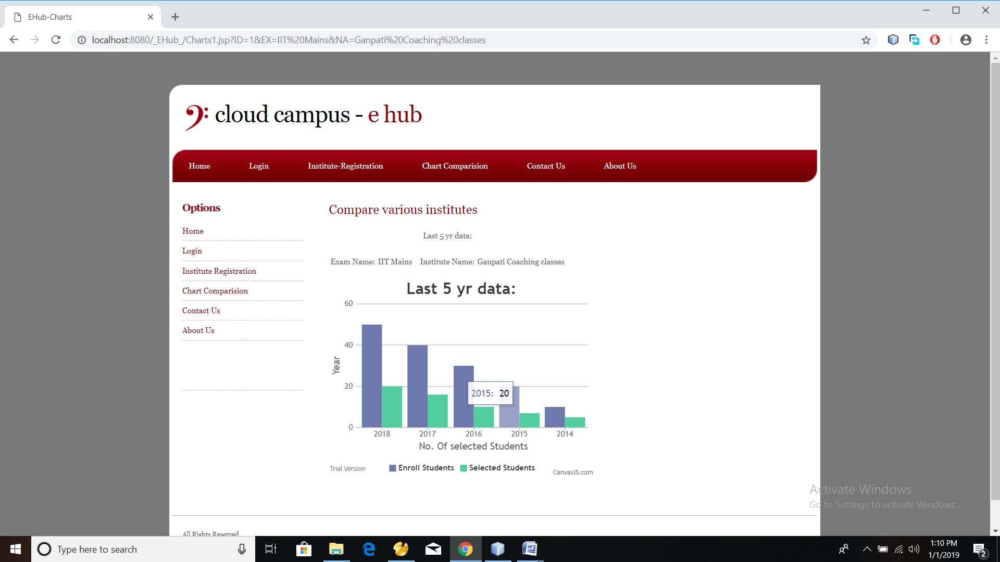 EHub-Charts
localhost:8080/_EHub_/Charts1.jsp?ID=1&EX=IIT%20Mains&NA=Ganpati%20Coaching%20classes
cloud campus - e hub
Home Login Institute-Registration Chart Comparision Contact Us About Us
Options
Home
Login
Institute Registration
Chart Comparision
Contact Us
About Us
Compare various institutes
Last 5 yr data:
Exam Name: IIT Mains Institute Name: Ganpati Coaching classes
Last 5 yr data:
60
40
20
0
Year
2015: 20
2018 2017 2016 2015 2014
No. Of selected Students
Trial Version Enroll Students Selected Students CanvasJS.com
Activate Windows
Go to Settings to activate Windows.
All Rights Reserved
Type here to search
1:10 PM
1/1/2019
2